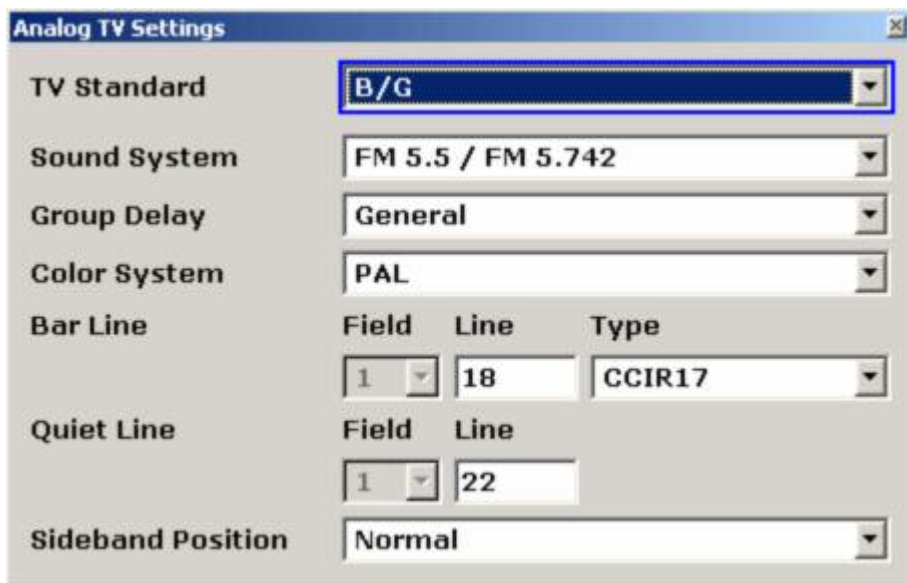 Analog TV Settings
TV Standard B/G
Sound System FM 5.5 / FM 5.742
Group Delay General
Color System PAL
Bar Line Field Line Type
1 18 CCIR17
Quiet Line Field Line
1 22
Sideband Position Normal